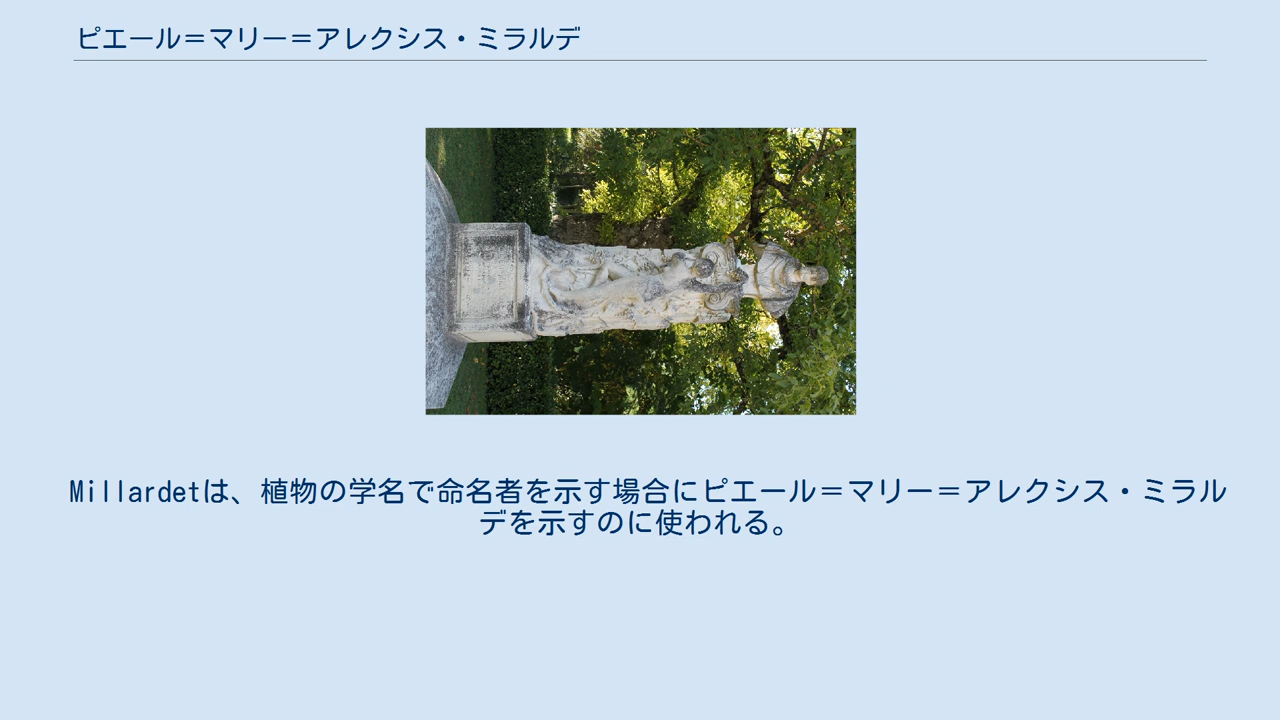 ピエール＝マリー＝アレクシス・ミラルデ
Millardetは、植物の学名で命名者を示す場合にピエール＝マリー＝アレクシス・ミラル
デを示すのに使われる。